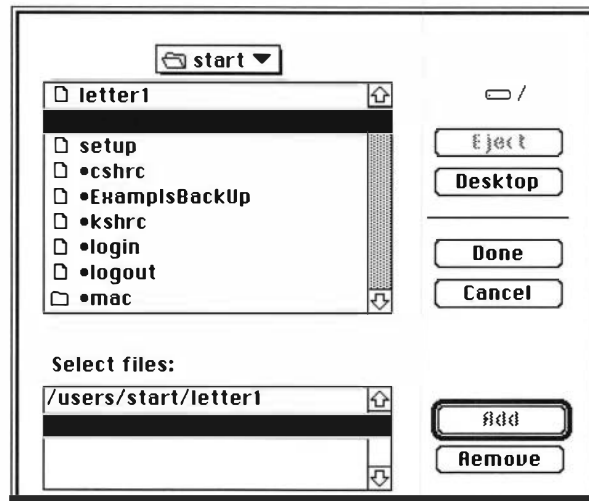 start
letter1
/
setup
Eject
•cshrc
Desktop
•ExamplsBackUp
•kshrc
•login
Done
•logout
Cancel
•mac
Select files:
/users/start/letter1
Add
Remove